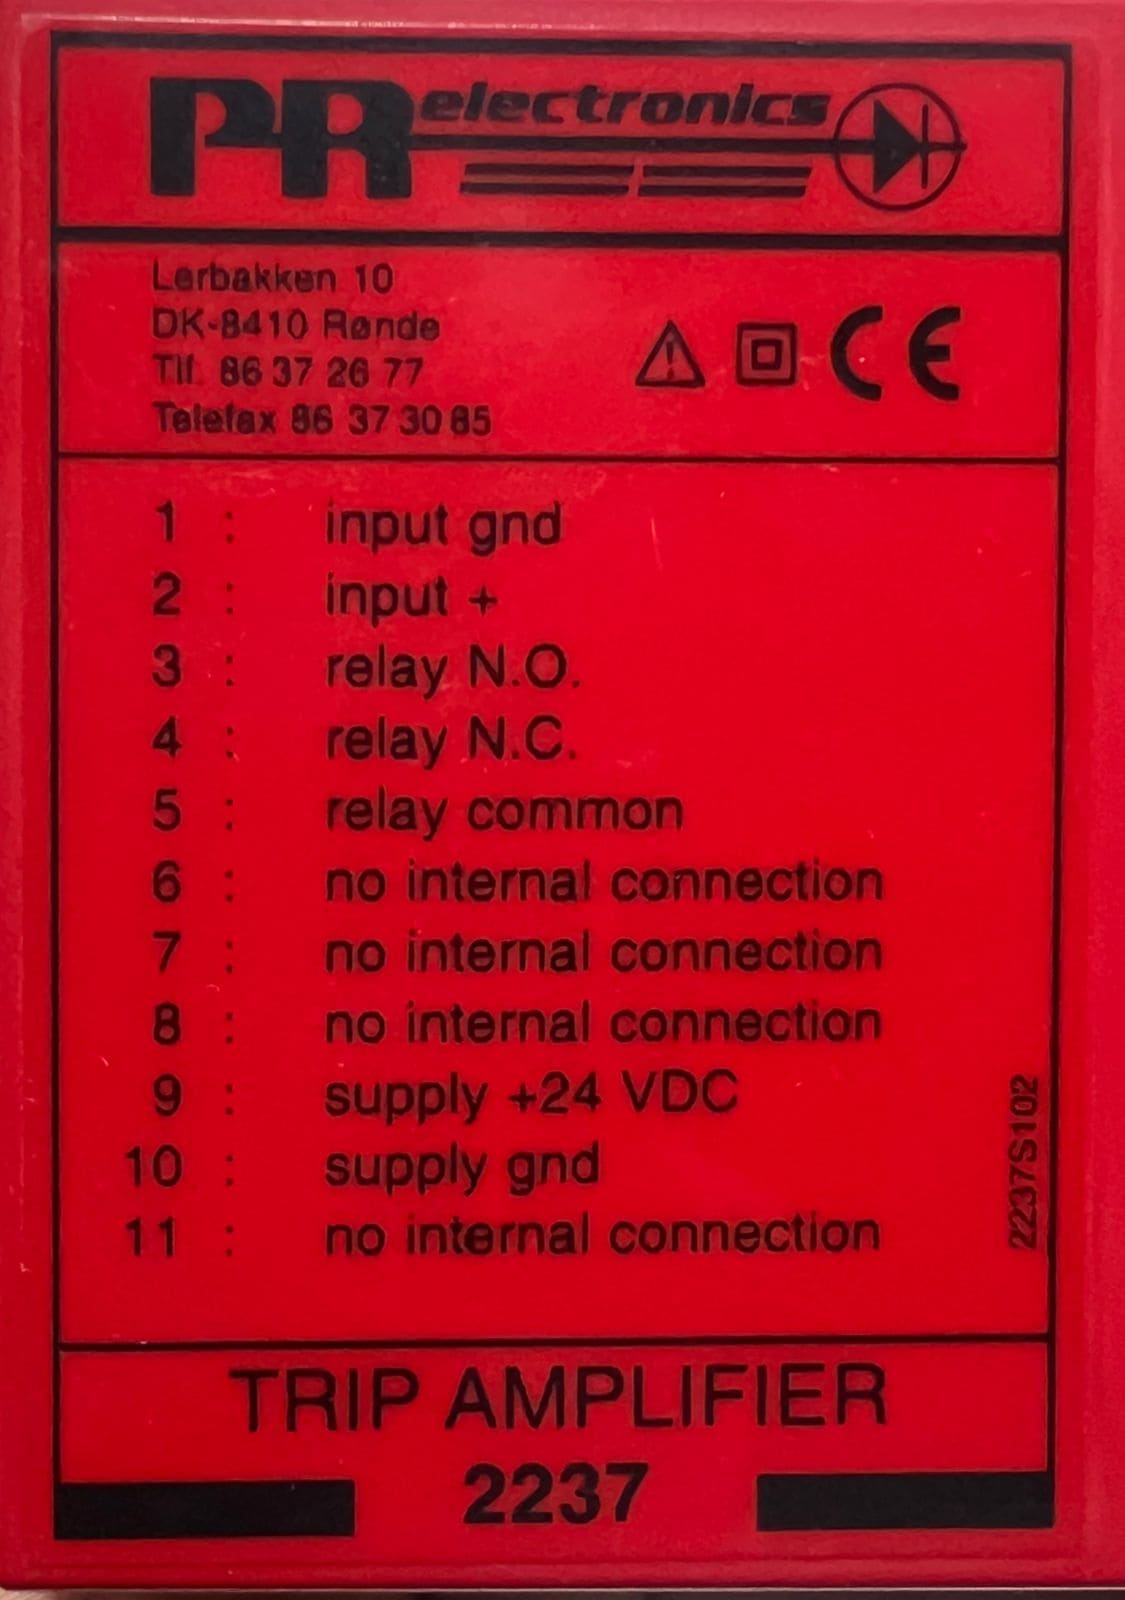 PR electronics
Lerbakken 10
DK-8410 Rønde
Tlf. 86 37 26 77
Telefax 86 37 30 85
CE
1 : input gnd
2 : input +
3 : relay N.O.
4 : relay N.C.
5 : relay common
6 : no internal connection
7 : no internal connection
8 : no internal connection
9 : supply +24 VDC
10 : supply gnd
11 : no internal connection
2237S102
TRIP AMPLIFIER
2237